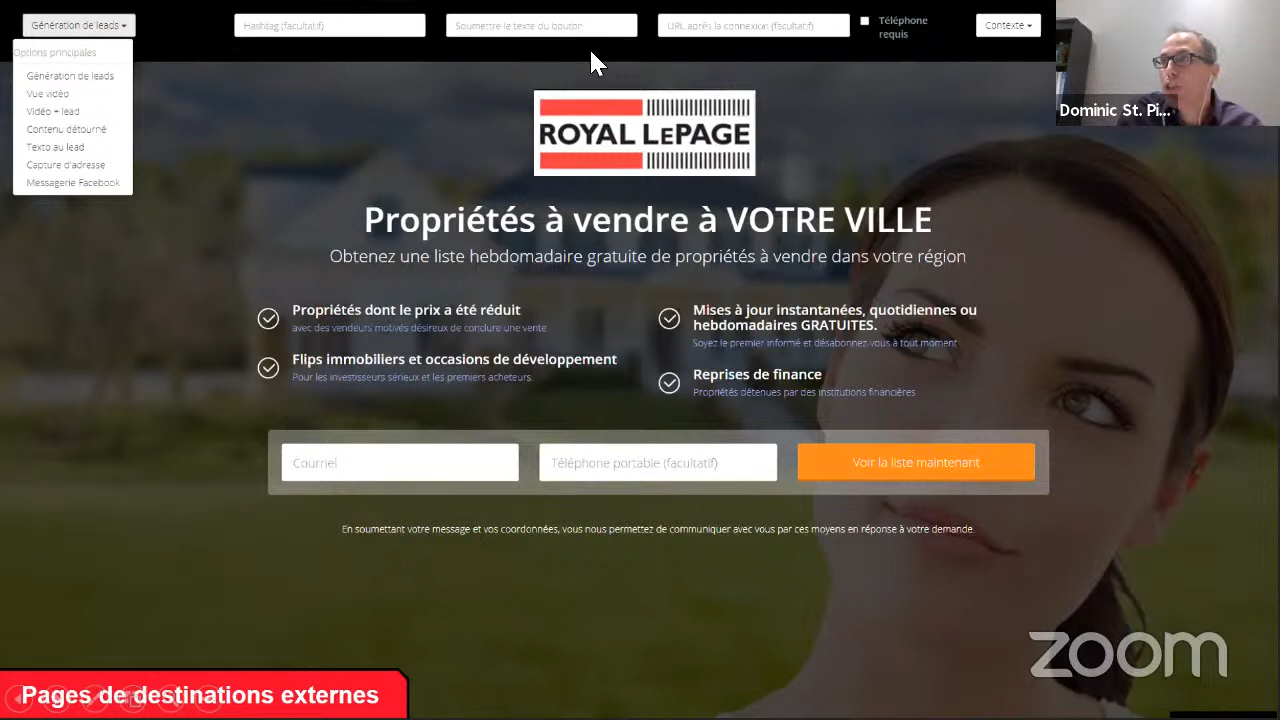 Génération de leads
Hashtag (facultatif)
Soumettre le texte du bouton
URL après la connexion (facultatif)
Téléphone
requis
Contexte
Options principales
Génération de leads
Vue vidéo
Vidéo + lead
Contenu détourné
Texto au lead
Capture d'adresse
Messagerie Facebook
Dominic St. Pi...
ROYAL LEPAGE
Propriétés à vendre à VOTRE VILLE
Obtenez une liste hebdomadaire gratuite de propriétés à vendre dans votre région
Propriétés dont le prix a été réduit
avec des vendeurs motivés désireux de conclure une vente
Flips immobiliers et occasions de développement
Pour les investisseurs sérieux et les premiers acheteurs.
Mises à jour instantanées, quotidiennes ou
hebdomadaires GRATUITES.
Soyez le premier informé et désabonnez-vous à tout moment
Reprises de finance
Propriétés détenues par des institutions financières
Courriel
Téléphone portable (facultatif)
Voir la liste maintenant
En soumettant votre message et vos coordonnées, vous nous permettez de communiquer avec vous par ces moyens en réponse à votre demande.
zoom
Pages de destinations externes